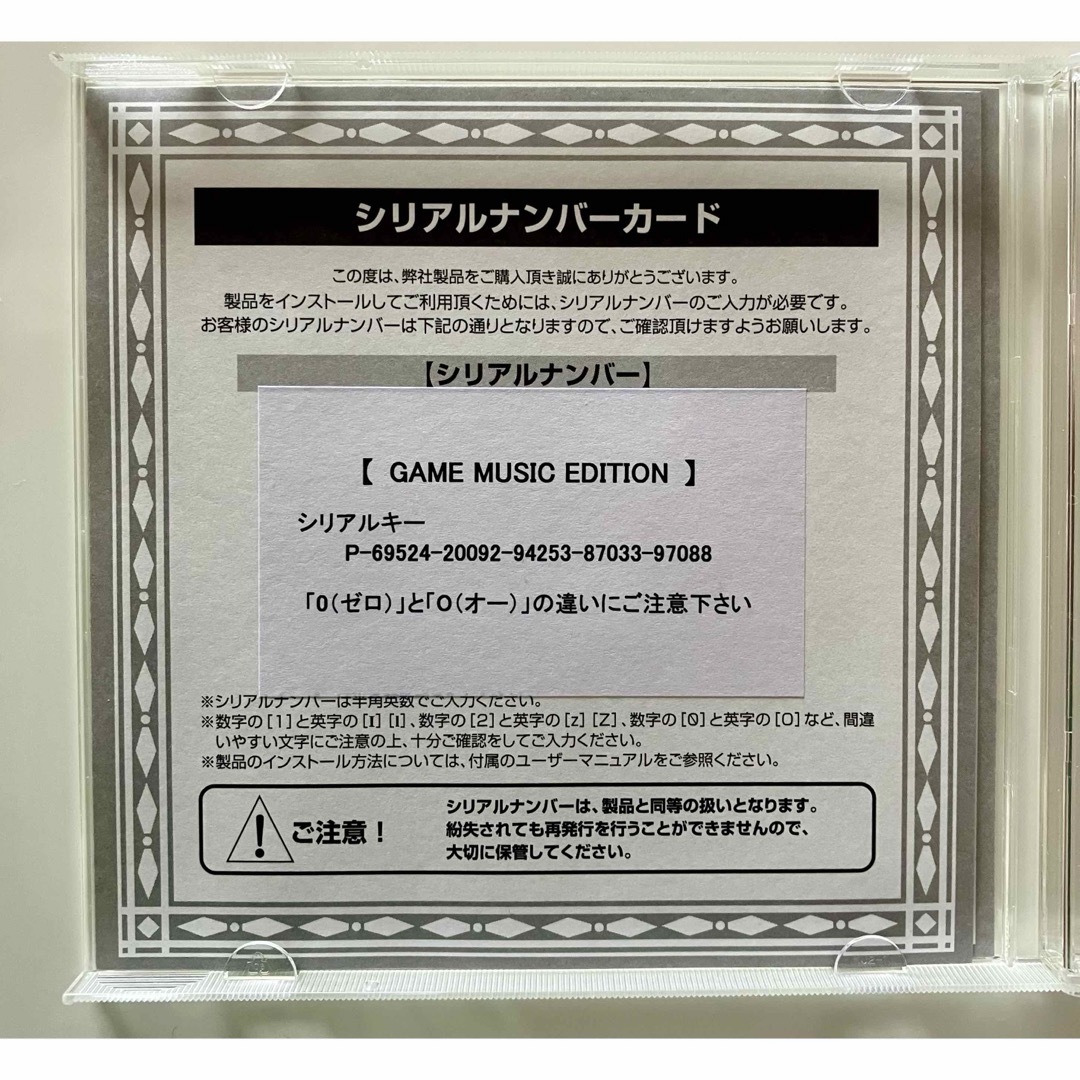 シリアルナンバーカード
この度は、弊社製品をご購入頂き誠にありがとうございます。
製品をインストールしてご利用頂くためには、シリアルナンバーのご入力が必要です。
お客様のシリアルナンバーは下記の通りとなりますので、ご確認頂けますようお願いします。
【シリアルナンバー】
【 GAME MUSIC EDITION 】
シリアルキー
P-69524-20092-94253-87033-97088
「0(ゼロ)」と「O(オー)」の違いにご注意下さい
※シリアルナンバーは半角英数でご入力ください。
※数字の[1]と英字の[I][l]、数字の[2]と英字の[z][Z]、数字の[0]と英字の[O]など、間違
いやすい文字にご注意の上、十分ご確認をしてご入力ください。
※製品のインストール方法については、付属のユーザーマニュアルをご参照ください。
ご注意！
シリアルナンバーは、製品と同等の扱いとなります。
紛失されても再発行を行うことができませんので、
大切に保管してください。